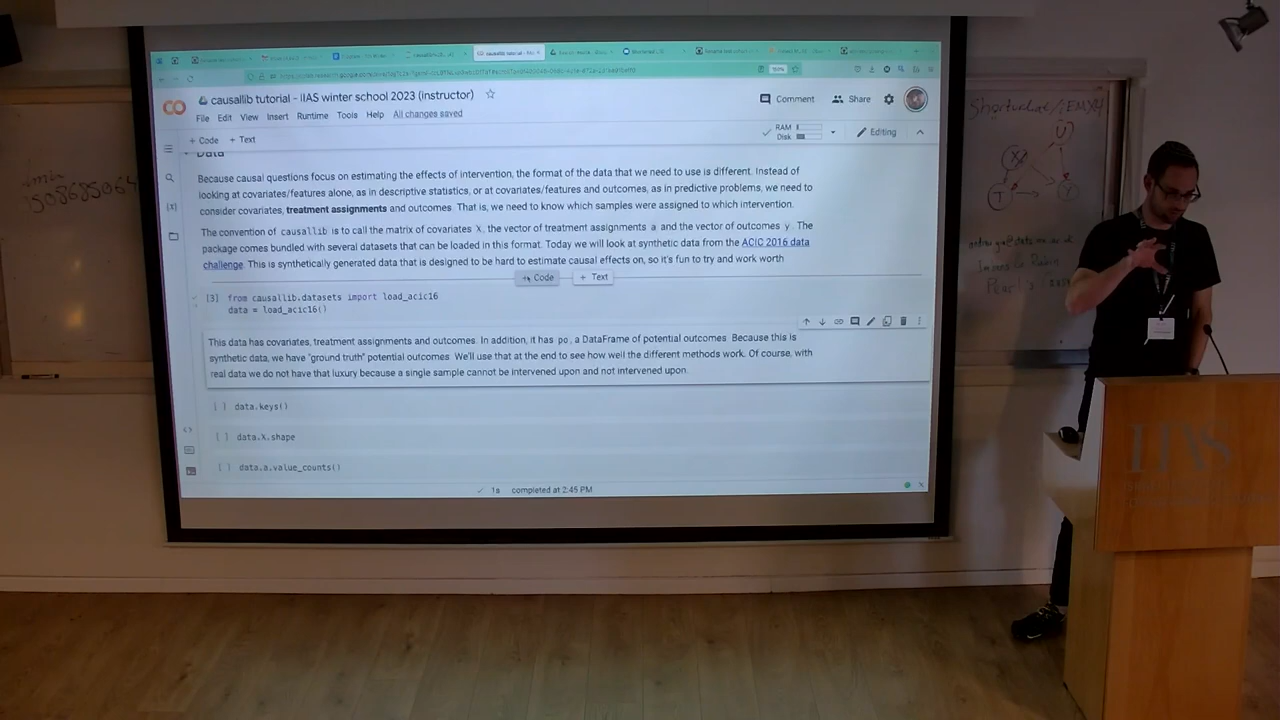 causallib tutorial - IIAS winter school 2023 (instructor)
Comment
Share
File Edit View Insert Runtime Tools Help All changes saved
RAM
Disk
Editing
+ Code + Text
Data
Because causal questions focus on estimating the effects of intervention, the format of the data that we need to use is different. Instead of
looking at covariates/features alone, as in descriptive statistics, or at covariates/features and outcomes, as in predictive problems, we need to
consider covariates, treatment assignments and outcomes. That is, we need to know which samples were assigned to which intervention.
The convention of causallib is to call the matrix of covariates X, the vector of treatment assignments a and the vector of outcomes y. The
package comes bundled with several datasets that can be loaded in this format. Today we will look at synthetic data from the ACIC 2016 data
challenge. This is synthetically generated data that is designed to be hard to estimate causal effects on, so it's fun to try and work worth
+ Code + Text
[3] from causallib.datasets import load_acic16
data = load_acic16()
This data has covariates, treatment assignments and outcomes. In addition, it has po, a DataFrame of potential outcomes. Because this is
synthetic data, we have "ground truth" potential outcomes. We'll use that at the end to see how well the different methods work. Of course, with
real data we do not have that luxury because a single sample cannot be intervened upon and not intervened upon.
[ ] data.keys()
[ ] data.X.shape
[ ] data.a.value_counts()
1s completed at 2:45 PM
X
U
T
Y
Rubin
Pearl
IIAS